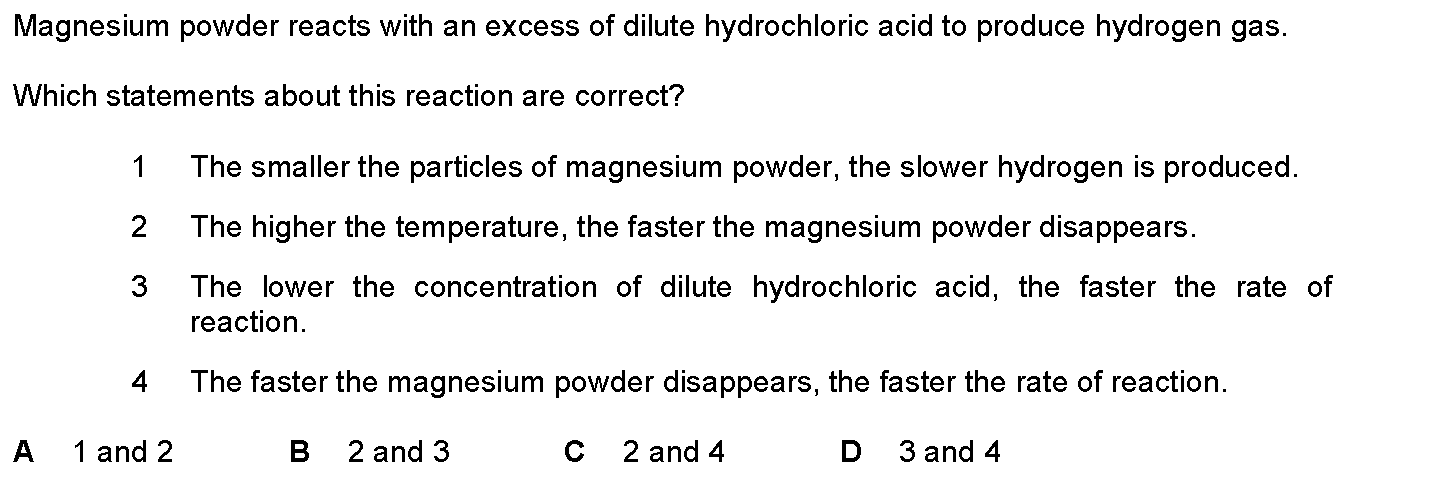 Magnesium powder reacts with an excess of dilute hydrochloric acid to produce hydrogen gas.
Which statements about this reaction are correct?
1 The smaller the particles of magnesium powder, the slower hydrogen is produced.
2 The higher the temperature, the faster the magnesium powder disappears.
3 The lower the concentration of dilute hydrochloric acid, the faster the rate of
reaction.
4 The faster the magnesium powder disappears, the faster the rate of reaction.
A 1 and 2 B 2 and 3 C 2 and 4 D 3 and 4